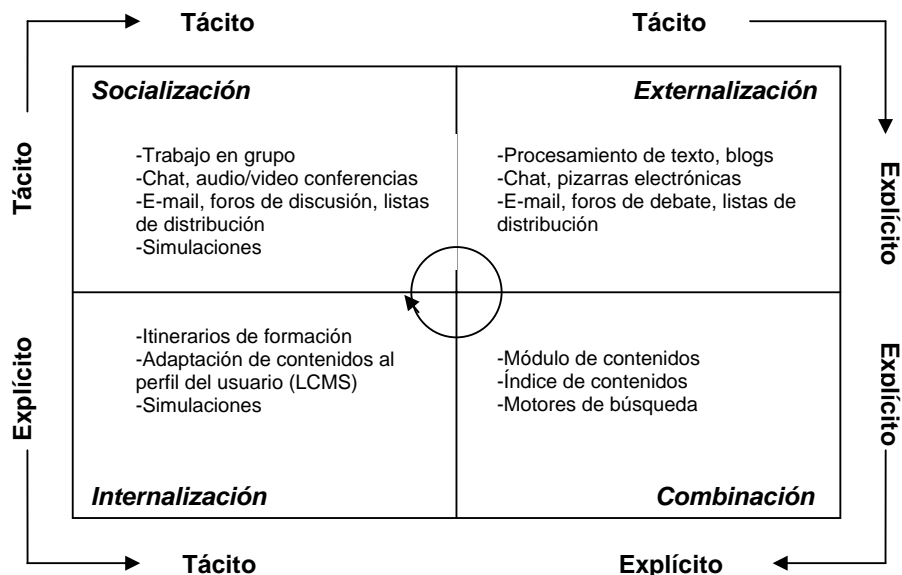 Tácito
Tácito
Tácito
Socialización
-Trabajo en grupo
-Chat, audio/video conferencias
-E-mail, foros de discusión, listas
de distribución
-Simulaciones
Externalización
-Procesamiento de texto, blogs
-Chat, pizarras electrónicas
-E-mail, foros de debate, listas de
distribución
Explícito
Explícito
-Itinerarios de formación
-Adaptación de contenidos al
perfil del usuario (LCMS)
-Simulaciones
Internalización
-Módulo de contenidos
-Índice de contenidos
-Motores de búsqueda
Combinación
Explícito
Tácito
Explícito